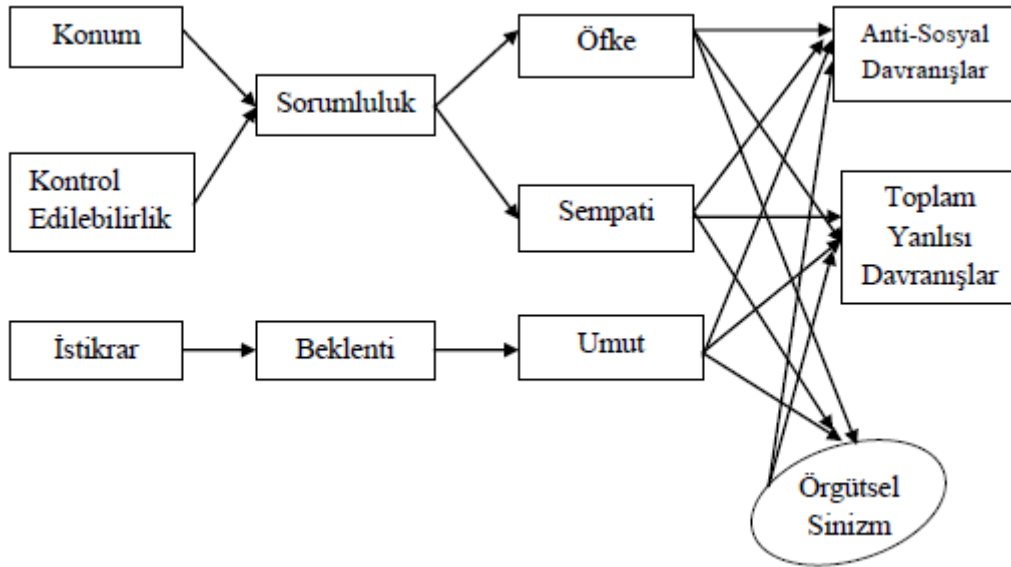 Konum
Kontrol
Edilebilirlik
Sorumluluk
Öfke
Sempati
Anti-Sosyal
Davranışlar
Toplam
Yanlısı
Davranışlar
İstikrar
Beklenti
Umut
Örgütsel
Sinizm